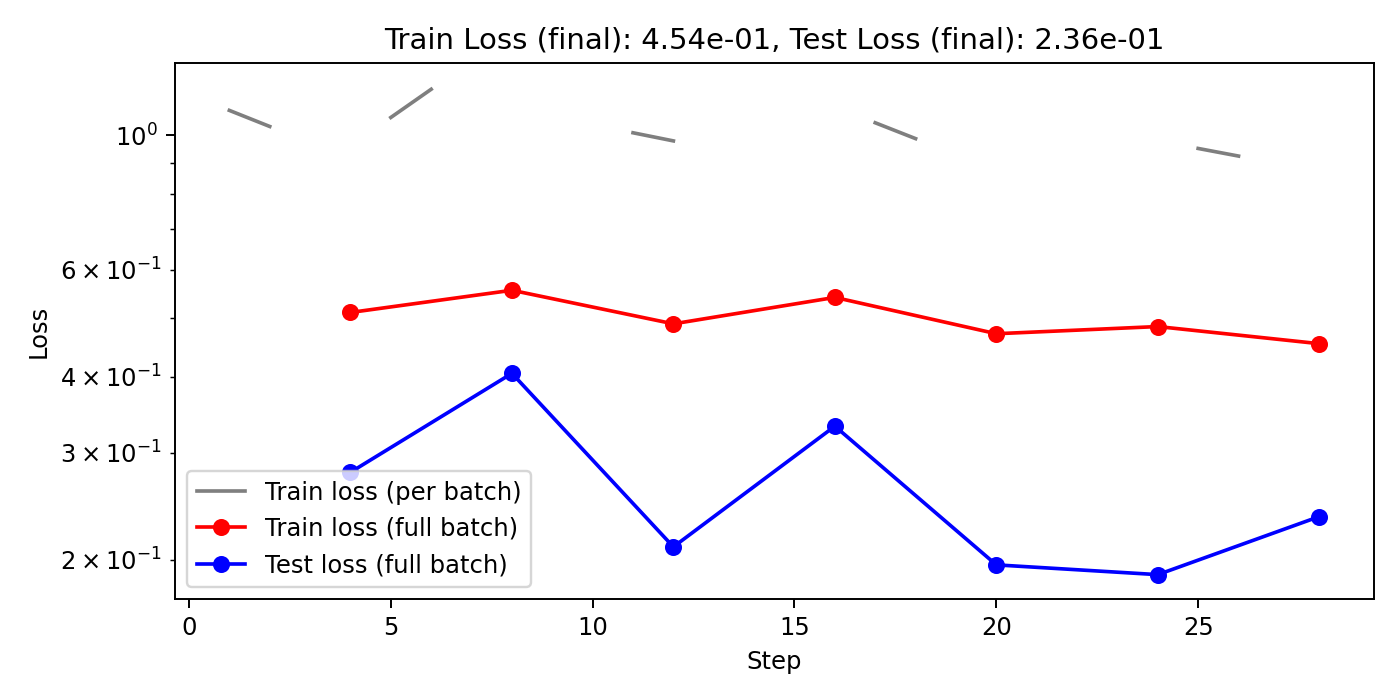 Train Loss (final): 4.54e-01, Test Loss (final): 2.36e-01
10⁰
6 × 10⁻¹
4 × 10⁻¹
3 × 10⁻¹
2 × 10⁻¹
Loss
Train loss (per batch)
Train loss (full batch)
Test loss (full batch)
0 5 10 15 20 25
Step